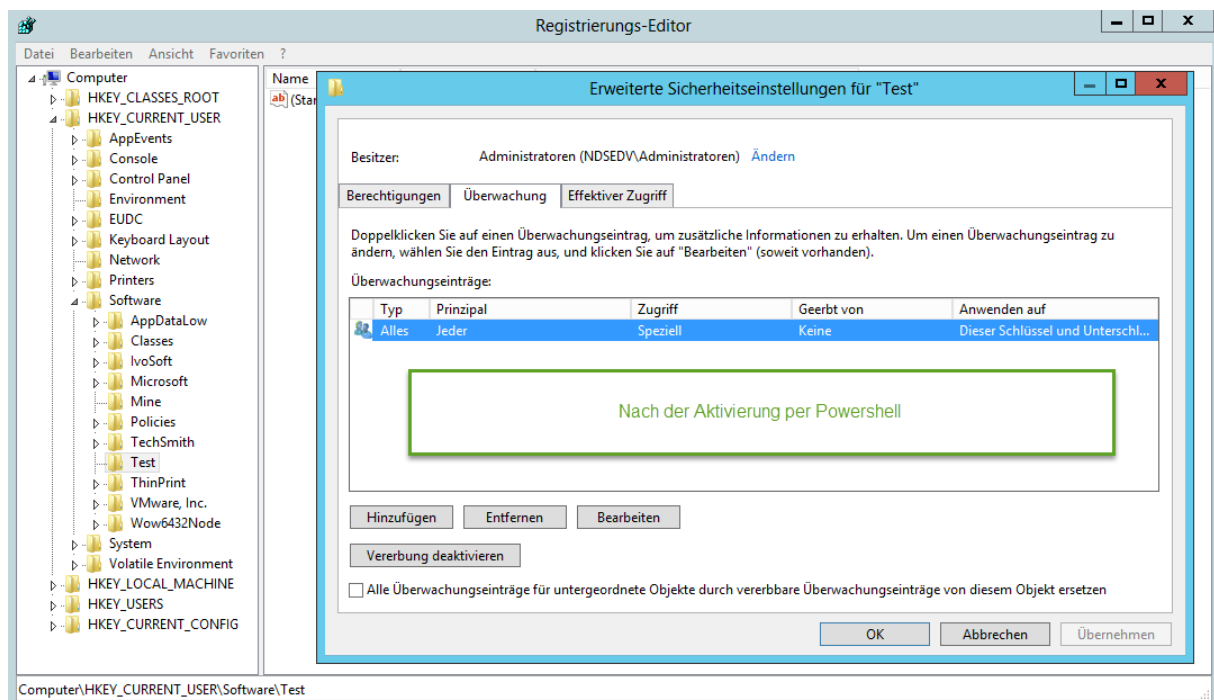 Registrierungs-Editor
Datei Bearbeiten Ansicht Favoriten ?
Computer
HKEY_CLASSES_ROOT
HKEY_CURRENT_USER
AppEvents
Console
Control Panel
Environment
EUDC
Keyboard Layout
Network
Printers
Software
AppDataLow
Classes
IvoSoft
Microsoft
Mine
Policies
TechSmith
Test
ThinPrint
VMware, Inc.
Wow6432Node
System
Volatile Environment
HKEY_LOCAL_MACHINE
HKEY_USERS
HKEY_CURRENT_CONFIG
Name
ab (Star
Erweiterte Sicherheitseinstellungen für "Test"
Besitzer: Administratoren (NDSEDV\Administratoren) Ändern
Berechtigungen Überwachung Effektiver Zugriff
Doppelklicken Sie auf einen Überwachungseintrag, um zusätzliche Informationen zu erhalten. Um einen Überwachungseintrag zu
ändern, wählen Sie den Eintrag aus, und klicken Sie auf "Bearbeiten" (soweit vorhanden).
Überwachungseinträge:
Typ Prinzipal Zugriff Geerbt von Anwenden auf
Alles Jeder Speziell Keine Dieser Schlüssel und Unterschl...
Nach der Aktivierung per Powershell
Hinzufügen Entfernen Bearbeiten
Vererbung deaktivieren
Alle Überwachungseinträge für untergeordnete Objekte durch vererbbare Überwachungseinträge von diesem Objekt ersetzen
OK Abbrechen Übernehmen
Computer\HKEY_CURRENT_USER\Software\Test